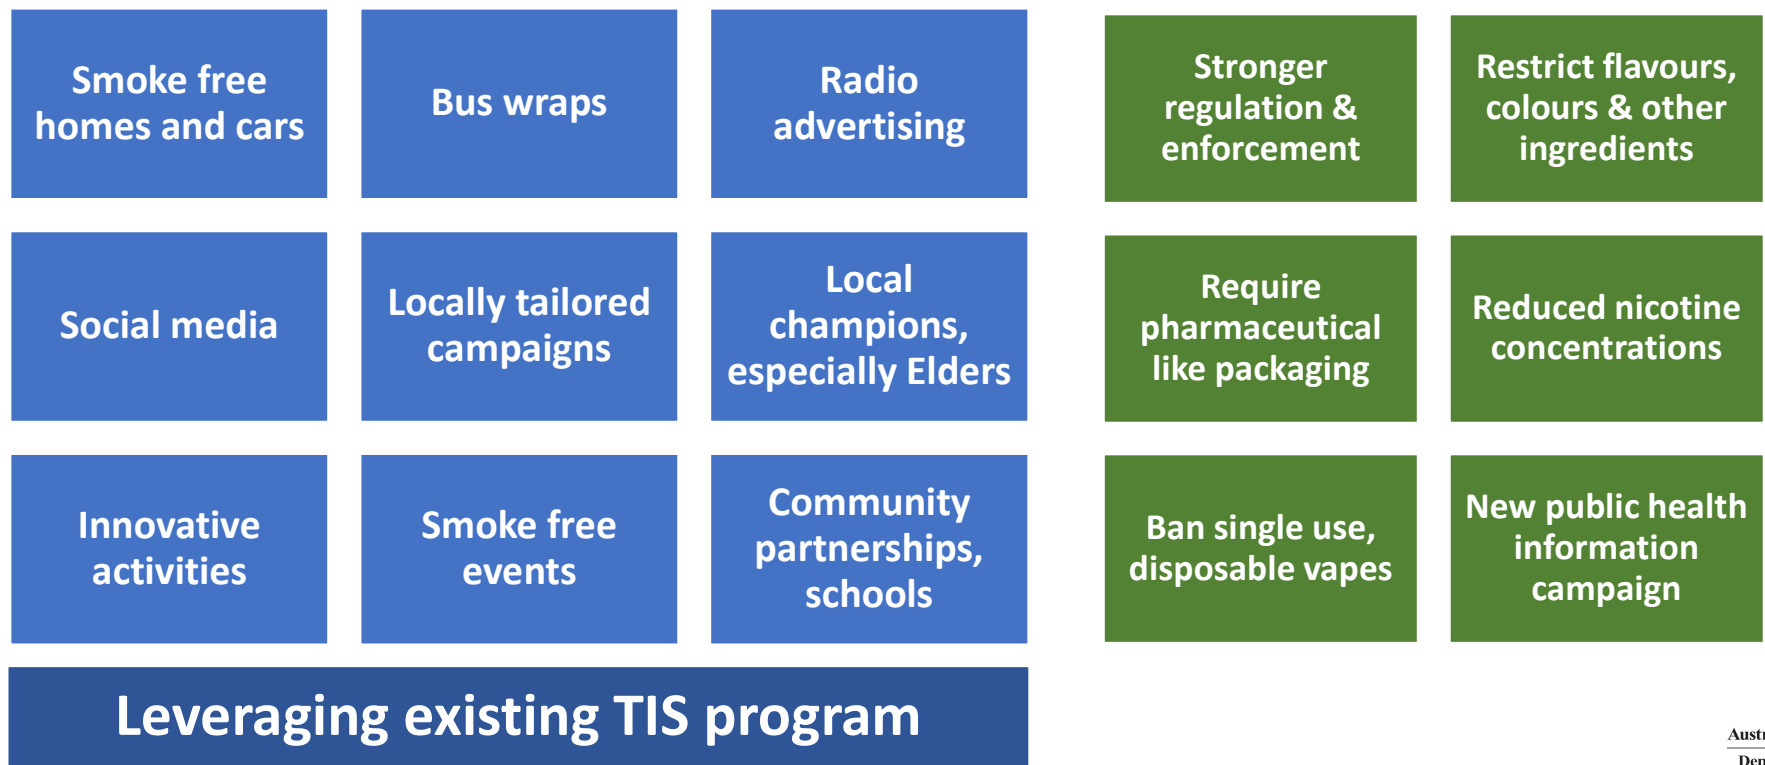 Smoke free
homes and cars
Bus wraps
Radio
advertising
Social media
Locally tailored
campaigns
Local
champions,
especially Elders
Innovative
activities
Smoke free
events
Community
partnerships,
schools
Leveraging existing TIS program
Stronger
regulation &
enforcement
Restrict flavours,
colours & other
ingredients
Require
pharmaceutical
like packaging
Reduced nicotine
concentrations
Ban single use,
disposable vapes
New public health
information
campaign
Austr
Dep